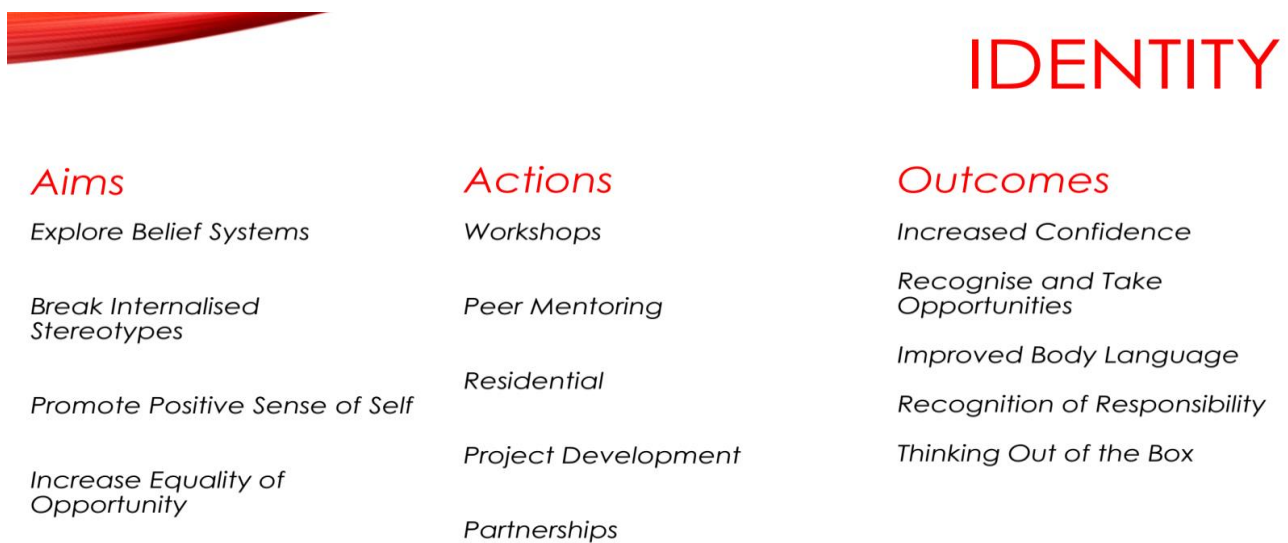 IDENTITY
Aims
Explore Belief Systems
Break Internalised
Stereotypes
Promote Positive Sense of Self
Increase Equality of
Opportunity
Actions
Workshops
Peer Mentoring
Residential
Project Development
Partnerships
Outcomes
Increased Confidence
Recognise and Take
Opportunities
Improved Body Language
Recognition of Responsibility
Thinking Out of the Box